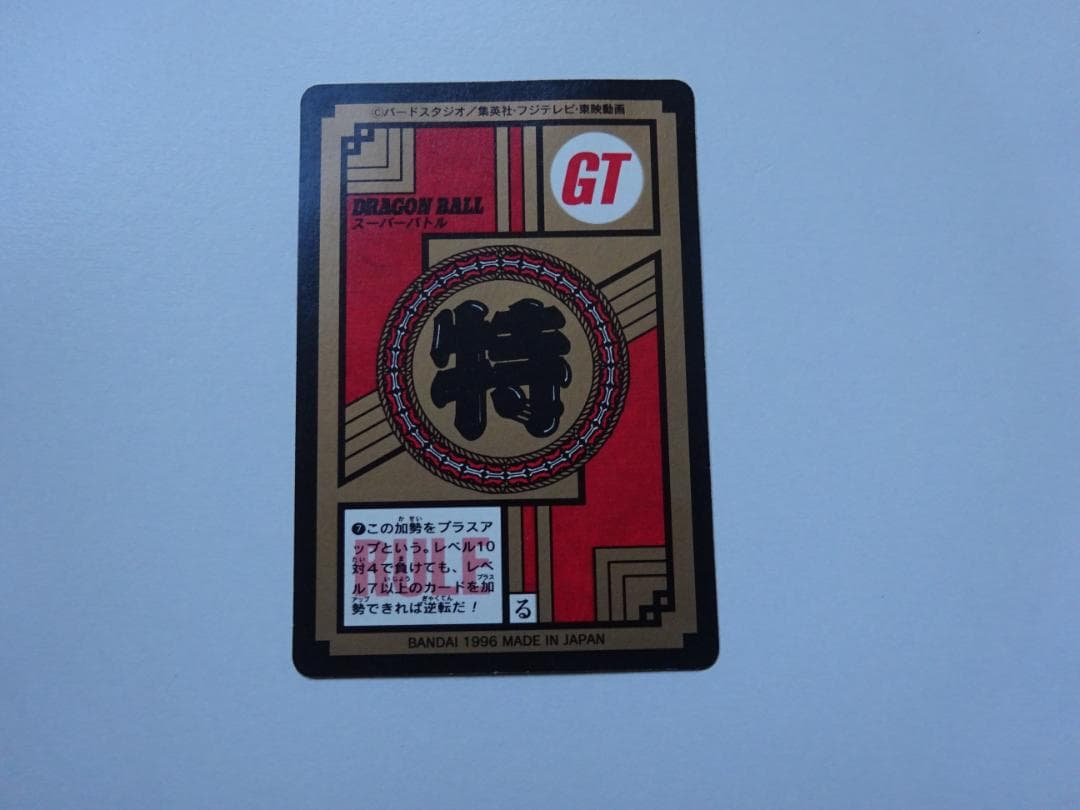 ©バードスタジオ／集英社・フジテレビ・東映動画
GT
DRAGON BALL
スーパーバトル
特
RULE
❼この加勢をプラスア
ップという。レベル10
対4で負けても、レベ
ル7以上のカードを加
勢できれば逆転だ！
る
BANDAI 1996 MADE IN JAPAN